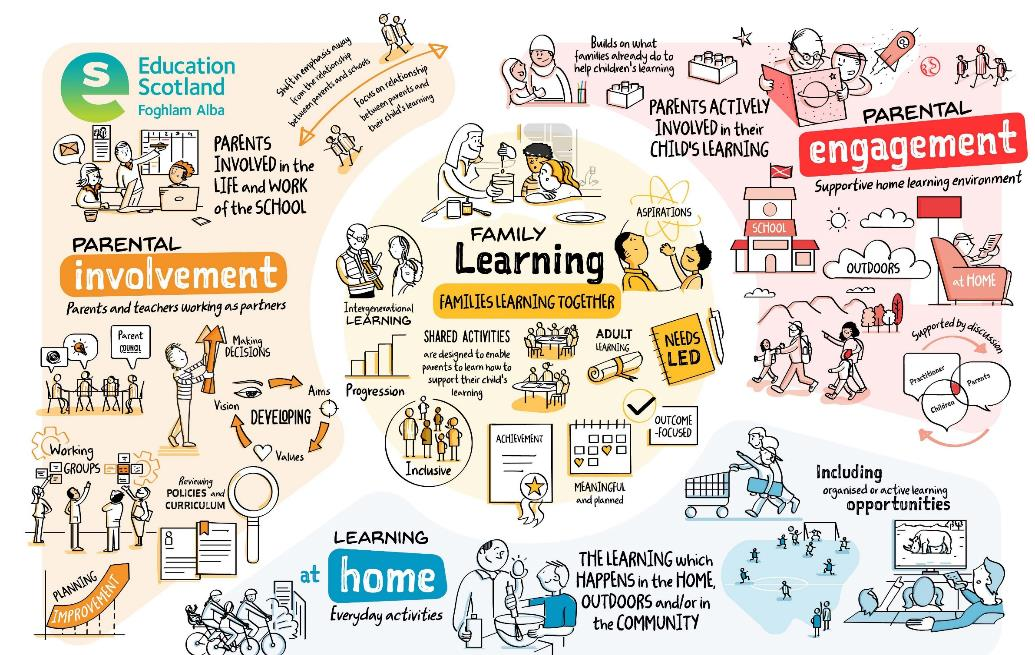 Education
Scotland
Foghlam Alba
Shift in emphasis away
from the relationship
between parents and schools
Focus on relationship
between parents and
their child's learning
PARENTS
INVOLVED in the
LIFE and WORK
of the SCHOOL
PARENTAL
involvement
Parents and teachers working as partners
Parent
COUNCIL
Making
DECISIONS
Vision
Aims
DEVELOPING
Values
Working
GROUPS
Reviewing
POLICIES and
CURRICULUM
PLANNING
IMPROVEMENT
FAMILY
Learning
FAMILIES LEARNING TOGETHER
ASPIRATIONS
Intergenerational
LEARNING
SHARED ACTIVITIES
are designed to enable
parents to learn how to
support their child's
learning
ADULT
LEARNING
NEEDS
LED
Progression
Inclusive
ACHIEVEMENT
MEANINGFUL
and planned
OUTCOME
-FOCUSED
Builds on what
families already do to
help children's learning
PARENTS ACTIVELY
INVOLVED in their
CHILD'S LEARNING
PARENTAL
engagement
Supportive home learning environment
SCHOOL
OUTDOORS
at HOME
Supported by discussion
Practitioner
Parents
Children
LEARNING
at home
Everyday activities
THE LEARNING which
HAPPENS in the HOME,
OUTDOORS and/or in
the COMMUNITY
Including
organised or active learning
opportunities